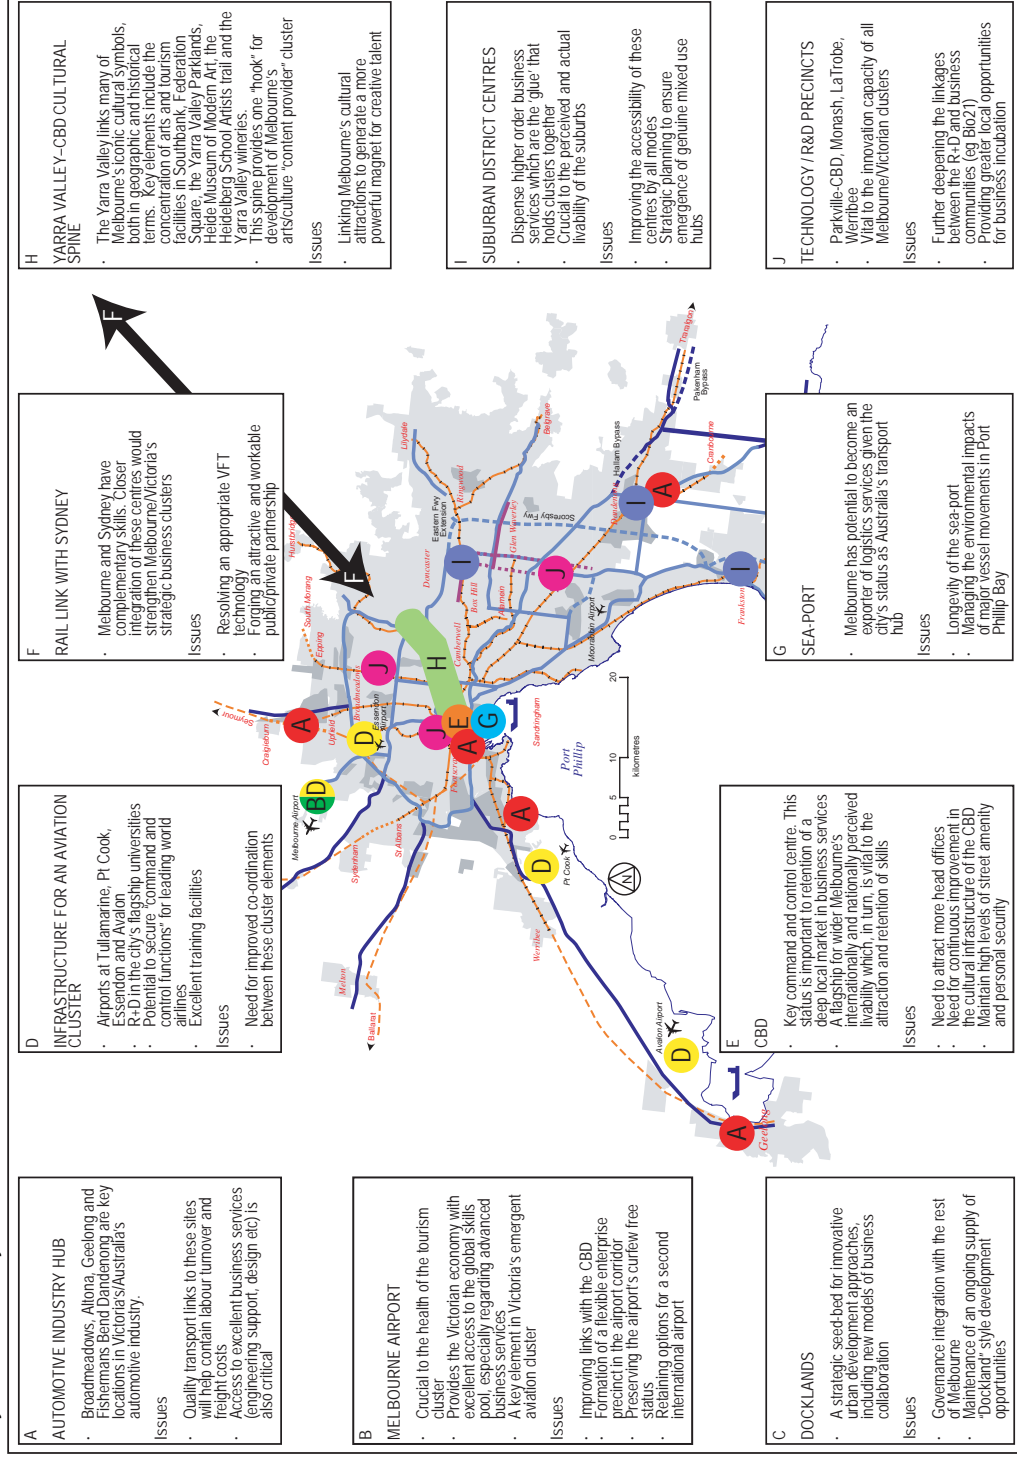 A
AUTOMOTIVE INDUSTRY HUB
· Broadmeadows, Altona, Geelong and
Fishermans Bend Dandenong are key
locations in Victoria's/Australia's
automotive industry.
Issues
· Quality transport links to these sites
will help contain labour turnover and
freight costs
· Access to excellent business services
(engineering support, design etc) is
also critical
B
MELBOURNE AIRPORT
· Crucial to the health of the tourism
cluster
· Provides the Victorian economy with
excellent access to the global skills
pool, especially regarding advanced
business services
· A key element in Victoria's emergent
aviation cluster
Issues
· Improving links with the CBD
· Formation of a flexible enterprise
precinct in the airport corridor
· Preserving the airport's curfew free
status
· Retaining options for a second
international airport
C
DOCKLANDS
· A strategic seed-bed for innovative
urban development approaches,
including new models of business
collaboration
Issues
· Governance integration with the rest
of Melbourne
· Maintenance of an ongoing supply of
"Dockland" style development
opportunities
D
INFRASTRUCTURE FOR AN AVIATION
CLUSTER
· Airports at Tullamarine, Pt Cook,
Essendon and Avalon
· R+D in the city's flagship universities
· Potential to secure "command and
control functions" for leading world
airlines
· Excellent training facilities
Issues
· Need for improved co-ordination
between these cluster elements
E
CBD
· Key command and control centre. This
status is important to retention of a
deep local market in business services
· A flagship for wider Melbourne's
internationally and nationally perceived
livability which, in turn, is vital to the
attraction and retention of skills
Issues
· Need to attract more head offices
· Need for continuous improvement in
the cultural infrastructure of the CBD
· Maintain high levels of street amenity
and personal security
F
RAIL LINK WITH SYDNEY
· Melbourne and Sydney have
complementary skills. Closer
integration of these centres would
strengthen Melbourne/Victoria's
strategic business clusters
Issues
· Resolving an appropriate VFT
technology
· Forging an attractive and workable
public/private partnership
G
SEA-PORT
· Melbourne has potential to become an
exporter of logistics services given the
city's status as Australia's transport
hub
Issues
· Longevity of the sea-port
· Managing the environmental impacts
of major vessel movements in Port
Phillip Bay
H
YARRA VALLEY–CBD CULTURAL
SPINE
· The Yarra Valley links many of
Melbourne's iconic cultural symbols,
both in geographic and historical
terms. Key elements include the
concentration of arts and tourism
facilities in Southbank, Federation
Square, the Yarra Valley Parklands,
Heide Museum of Modern Art, the
Heidelberg School Artists trail and the
Yarra Valley wineries.
· This spine provides one "hook" for
development of Melbourne's
arts/culture "content provider" cluster
Issues
· Linking Melbourne's cultural
attractions to generate a more
powerful magnet for creative talent
I
SUBURBAN DISTRICT CENTRES
· Dispense higher order business
services which are the 'glue' that
holds clusters together
· Crucial to the perceived and actual
livability of the suburbs
Issues
· Improving the accessibility of these
centres by all modes
· Strategic planning to ensure
emergence of genuine mixed use
hubs
J
TECHNOLOGY / R&D PRECINCTS
· Parkville-CBD, Monash, LaTrobe,
Werribee
· Vital to the innovation capacity of all
Melbourne/Victorian clusters
Issues
· Further deepening the linkages
between the R+D and business
communities (eg Bio21)
· Providing greater local opportunities
for business incubation
F
F
Seymour
Craigieburn
A
Upfield
Broadmeadows
Epping
South Morang
Hurstbridge
J
Melbourne Airport
BD
D
Essendon
Airport
Sydenham
St Albans
Melton
Ballarat
J
E
A
G
H
Footscray
Doncaster
Eastern Fwy
Extension
Ringwood
Lilydale
Belgrave
I
Box Hill
Camberwell
Alamein
Glen Waverley
J
Scoresby Fwy
Dandenong
Hallam Bypass
I
A
Cranbourne
Pakenham
Bypass
Traralgon
Moorabbin Airport
Frankston
I
Sandringham
Port
Phillip
0 5 10 20
kilometres
N
A
D
Pt Cook
Werribee
Avalon Airport
D
A
Geelong